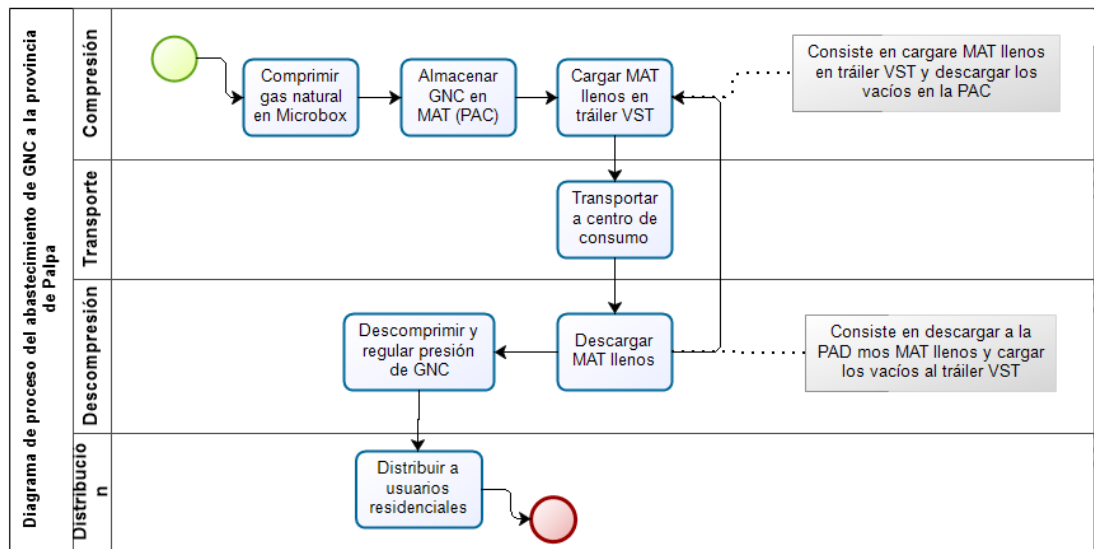 Diagrama de proceso del abastecimiento de GNC a la provincia
de Palpa
Compresión
Comprimir
gas natural
en Microbox
Almacenar
GNC en
MAT (PAC)
Cargar MAT
llenos en
tráiler VST
Consiste en cargare MAT llenos
en tráiler VST y descargar los
vacíos en la PAC
Transporte
Transportar
a centro de
consumo
Descompresión
Descomprimir y
regular presión
de GNC
Descargar
MAT llenos
Consiste en descargar a la
PAD mos MAT llenos y cargar
los vacíos al tráiler VST
Distribucio
n
Distribuir a
usuarios
residenciales